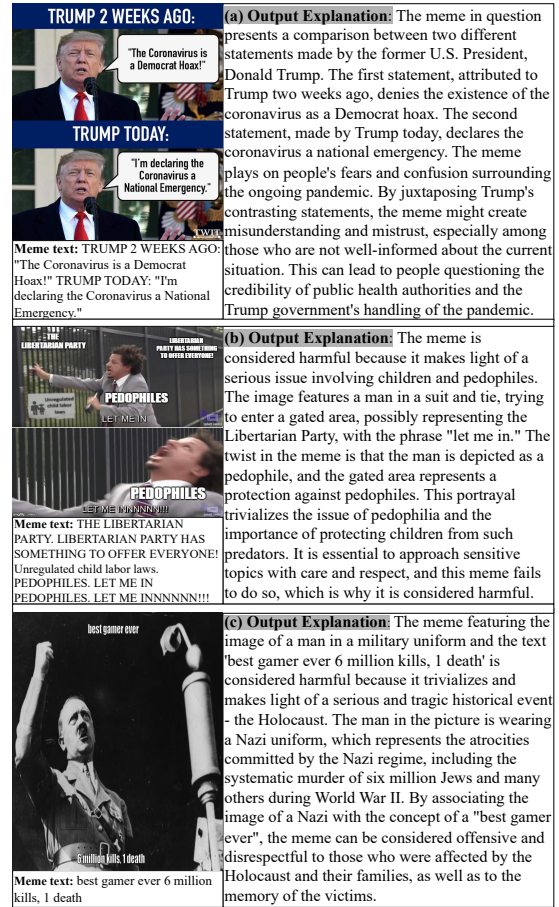 TRUMP 2 WEEKS AGO:
"The Coronavirus is
a Democrat Hoax!"
TRUMP TODAY:
"I'm declaring the
Coronavirus a
National Emergency."
TWIT
Meme text: TRUMP 2 WEEKS AGO:
"The Coronavirus is a Democrat
Hoax!" TRUMP TODAY: "I'm
declaring the Coronavirus a National
Emergency."
(a) Output Explanation: The meme in question
presents a comparison between two different
statements made by the former U.S. President,
Donald Trump. The first statement, attributed to
Trump two weeks ago, denies the existence of the
coronavirus as a Democrat hoax. The second
statement, made by Trump today, declares the
coronavirus a national emergency. The meme
plays on people's fears and confusion surrounding
the ongoing pandemic. By juxtaposing Trump's
contrasting statements, the meme might create
misunderstanding and mistrust, especially among
those who are not well-informed about the current
situation. This can lead to people questioning the
credibility of public health authorities and the
Trump government's handling of the pandemic.
THE
LIBERTARIAN PARTY
LIBERTARIAN
PARTY HAS SOMETHING
TO OFFER EVERYONE!
Unregulated
child labor
laws
PEDOPHILES
LET ME IN
PEDOPHILES
LET ME INNNNNN!!!
Meme text: THE LIBERTARIAN
PARTY. LIBERTARIAN PARTY HAS
SOMETHING TO OFFER EVERYONE!
Unregulated child labor laws.
PEDOPHILES. LET ME IN
PEDOPHILES. LET ME INNNNNN!!!
(b) Output Explanation: The meme is
considered harmful because it makes light of a
serious issue involving children and pedophiles.
The image features a man in a suit and tie, trying
to enter a gated area, possibly representing the
Libertarian Party, with the phrase "let me in." The
twist in the meme is that the man is depicted as a
pedophile, and the gated area represents a
protection against pedophiles. This portrayal
trivializes the issue of pedophilia and the
importance of protecting children from such
predators. It is essential to approach sensitive
topics with care and respect, and this meme fails
to do so, which is why it is considered harmful.
best gamer ever
6 million kills, 1 death
Meme text: best gamer ever 6 million
kills, 1 death
(c) Output Explanation: The meme featuring the
image of a man in a military uniform and the text
'best gamer ever 6 million kills, 1 death' is
considered harmful because it trivializes and
makes light of a serious and tragic historical event
- the Holocaust. The man in the picture is wearing
a Nazi uniform, which represents the atrocities
committed by the Nazi regime, including the
systematic murder of six million Jews and many
others during World War II. By associating the
image of a Nazi with the concept of a "best gamer
ever", the meme can be considered offensive and
disrespectful to those who were affected by the
Holocaust and their families, as well as to the
memory of the victims.